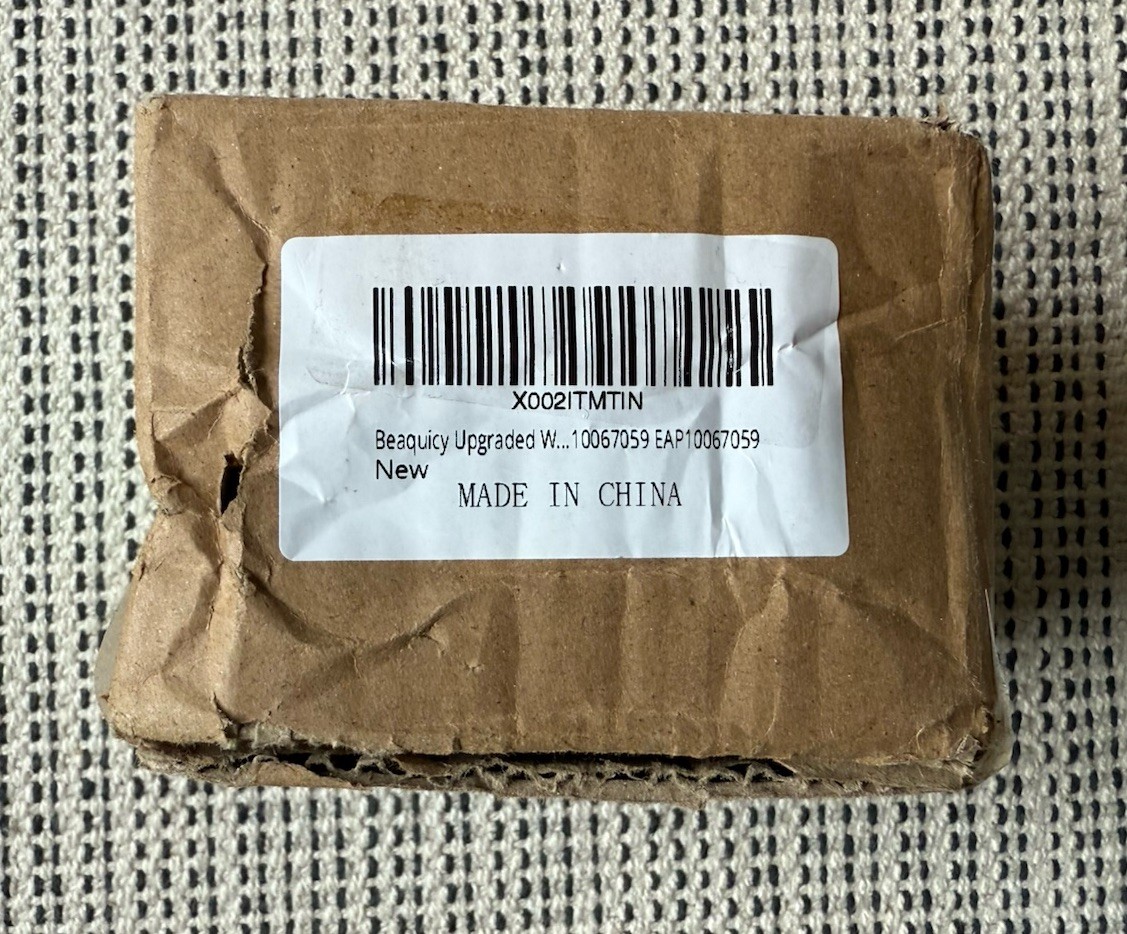 X002ITMTIN
Beaquicy Upgraded W...10067059 EAP10067059
New
MADE IN CHINA